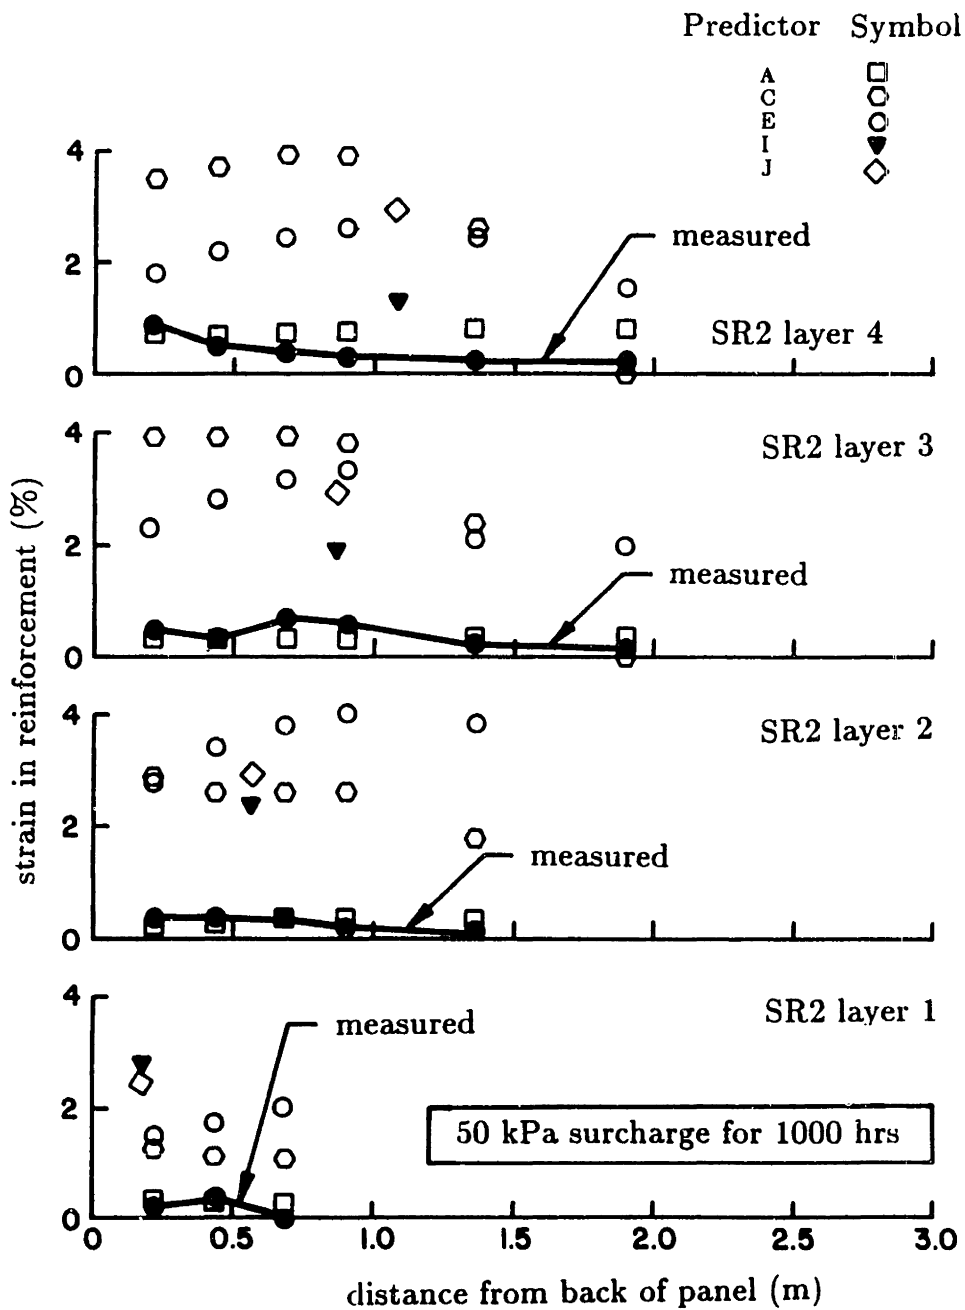 Predictor Symbol
A
C
E
I
J
4
2
0
measured
SR2 layer 4
4
2
0
SR2 layer 3
measured
4
2
0
SR2 layer 2
measured
4
2
0
SR2 layer 1
measured
50 kPa surcharge for 1000 hrs
0 0.5 1.0 1.5 2.0 2.5 3.0
distance from back of panel (m)
strain in reinforcement (%)